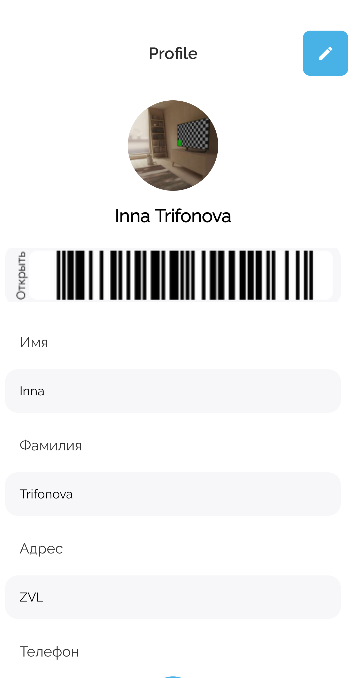 Profile
Inna Trifonova
Открыть
Имя
Inna
Фамилия
Trifonova
Адрес
ZVL
Телефон